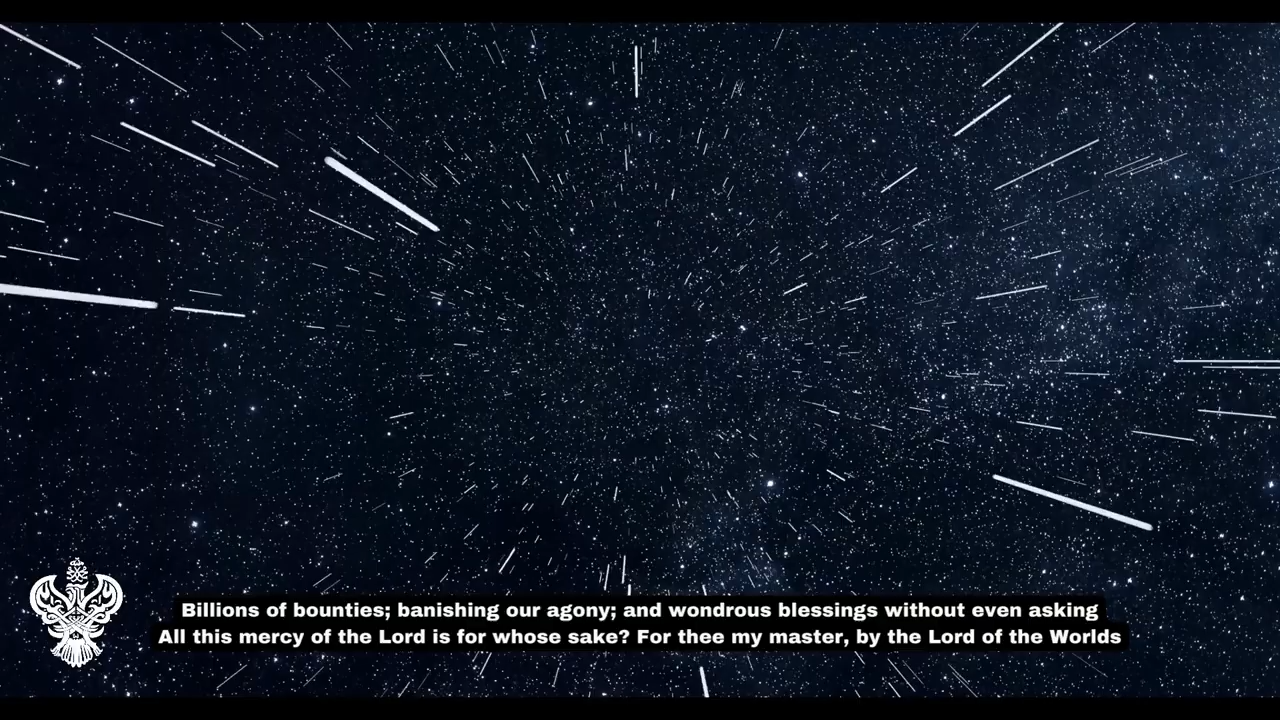 Billions of bounties; banishing our agony; and wondrous blessings without even asking
All this mercy of the Lord is for whose sake? For thee my master, by the Lord of the Worlds